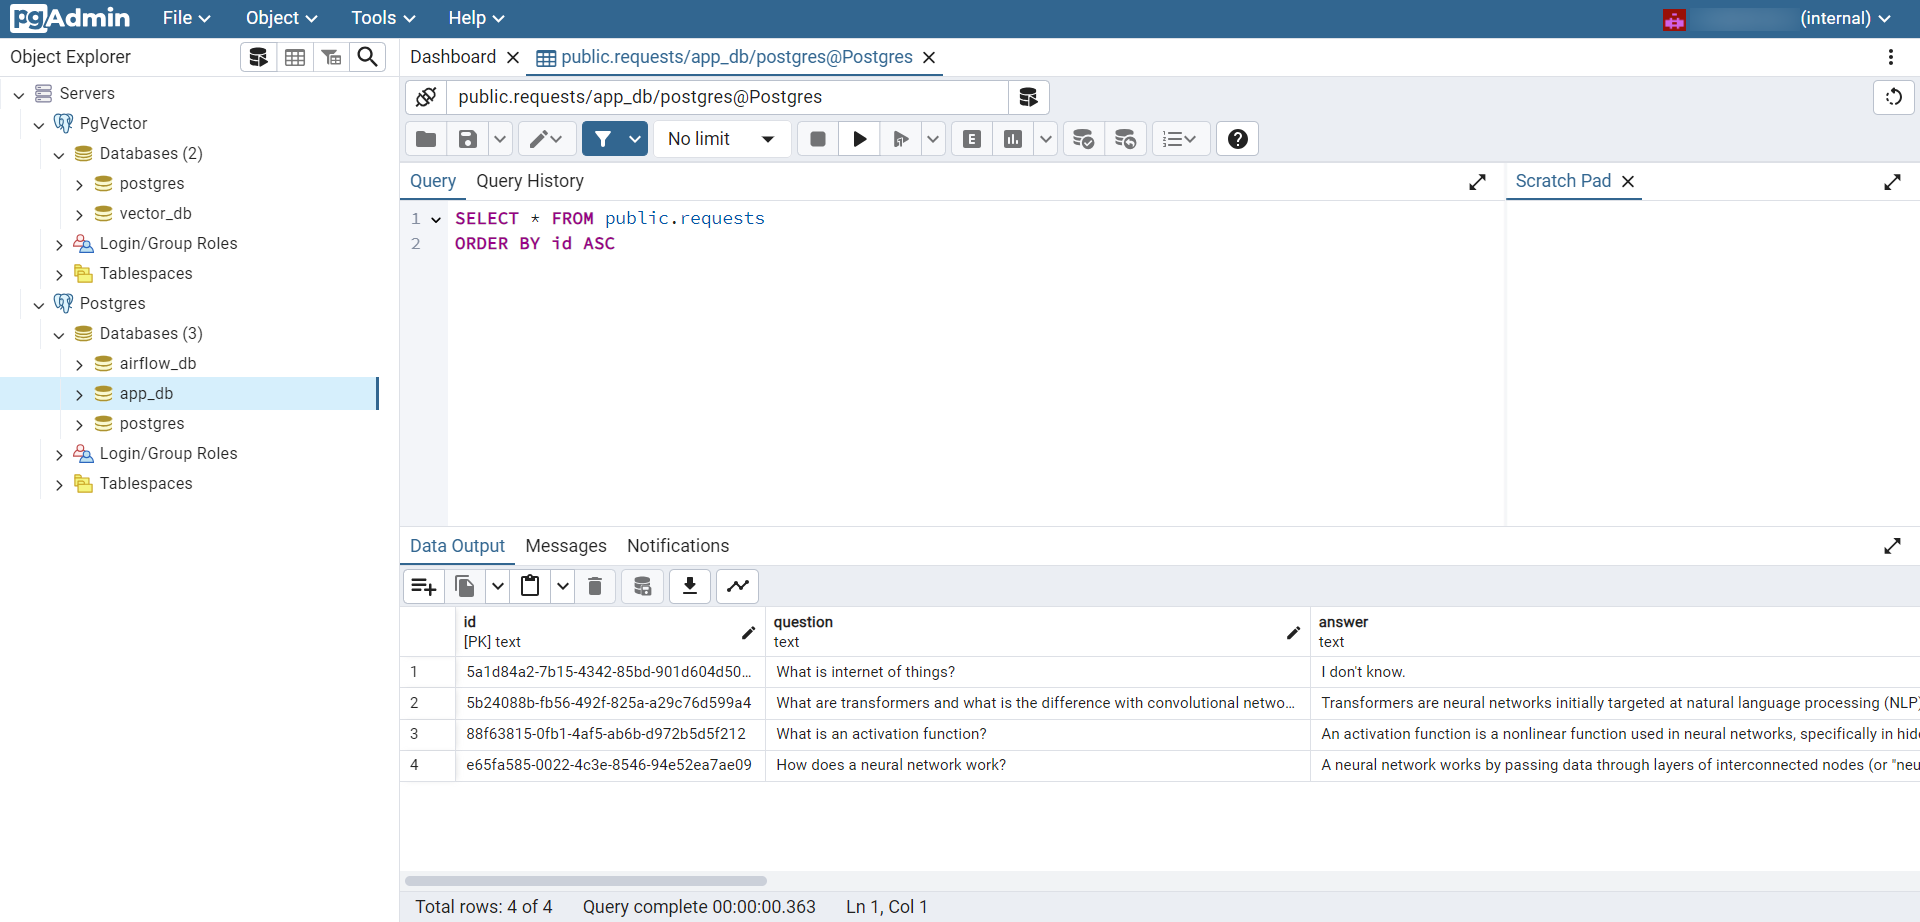 pgAdmin File Object Tools Help (internal)
Object Explorer
Dashboard public.requests/app_db/postgres@Postgres
Servers
PgVector
Databases (2)
postgres
vector_db
Login/Group Roles
Tablespaces
Postgres
Databases (3)
airflow_db
app_db
postgres
Login/Group Roles
Tablespaces
public.requests/app_db/postgres@Postgres
No limit
E
Query Query History
Scratch Pad
1 SELECT * FROM public.requests
2 ORDER BY id ASC
Data Output Messages Notifications
id question answer
[PK] text text text
1 5a1d84a2-7b15-4342-85bd-901d604d50... What is internet of things? I don't know.
2 5b24088b-fb56-492f-825a-a29c76d599a4 What are transformers and what is the difference with convolutional netwo... Transformers are neural networks initially targeted at natural language processing (NLP)
3 88f63815-0fb1-4af5-ab6b-d972b5d5f212 What is an activation function? An activation function is a nonlinear function used in neural networks, specifically in hid
4 e65fa585-0022-4c3e-8546-94e52ea7ae09 How does a neural network work? A neural network works by passing data through layers of interconnected nodes (or "neu
Total rows: 4 of 4 Query complete 00:00:00.363 Ln 1, Col 1